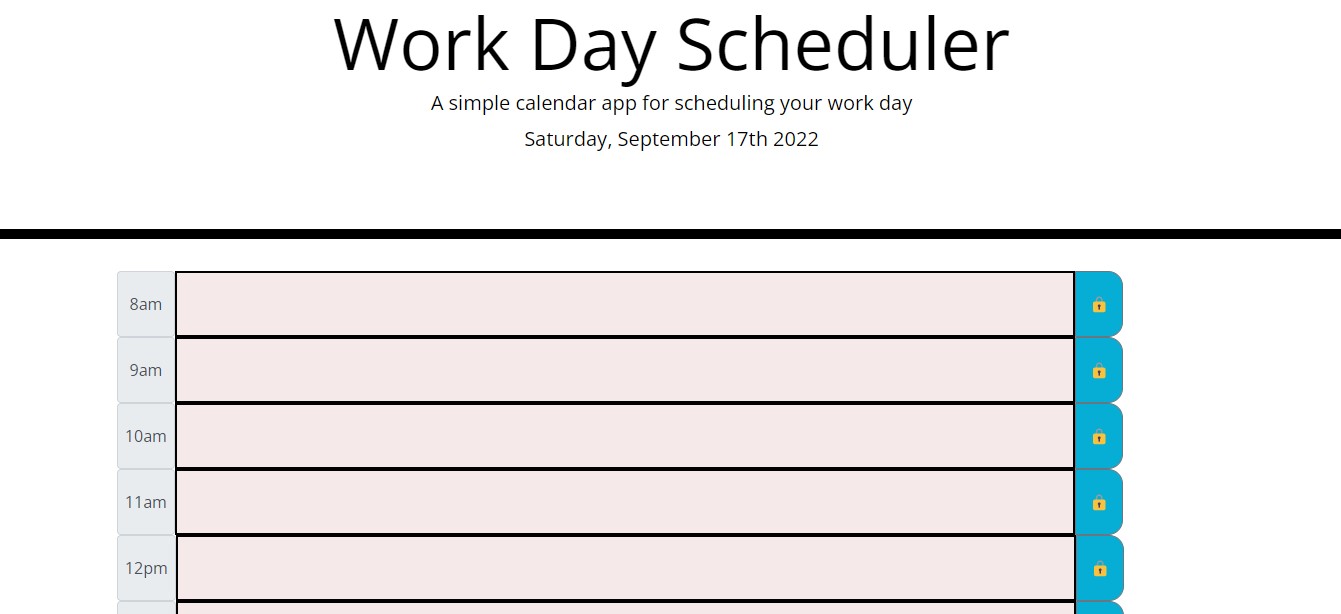 Work Day Scheduler
A simple calendar app for scheduling your work day
Saturday, September 17th 2022
8am
9am
10am
11am
12pm